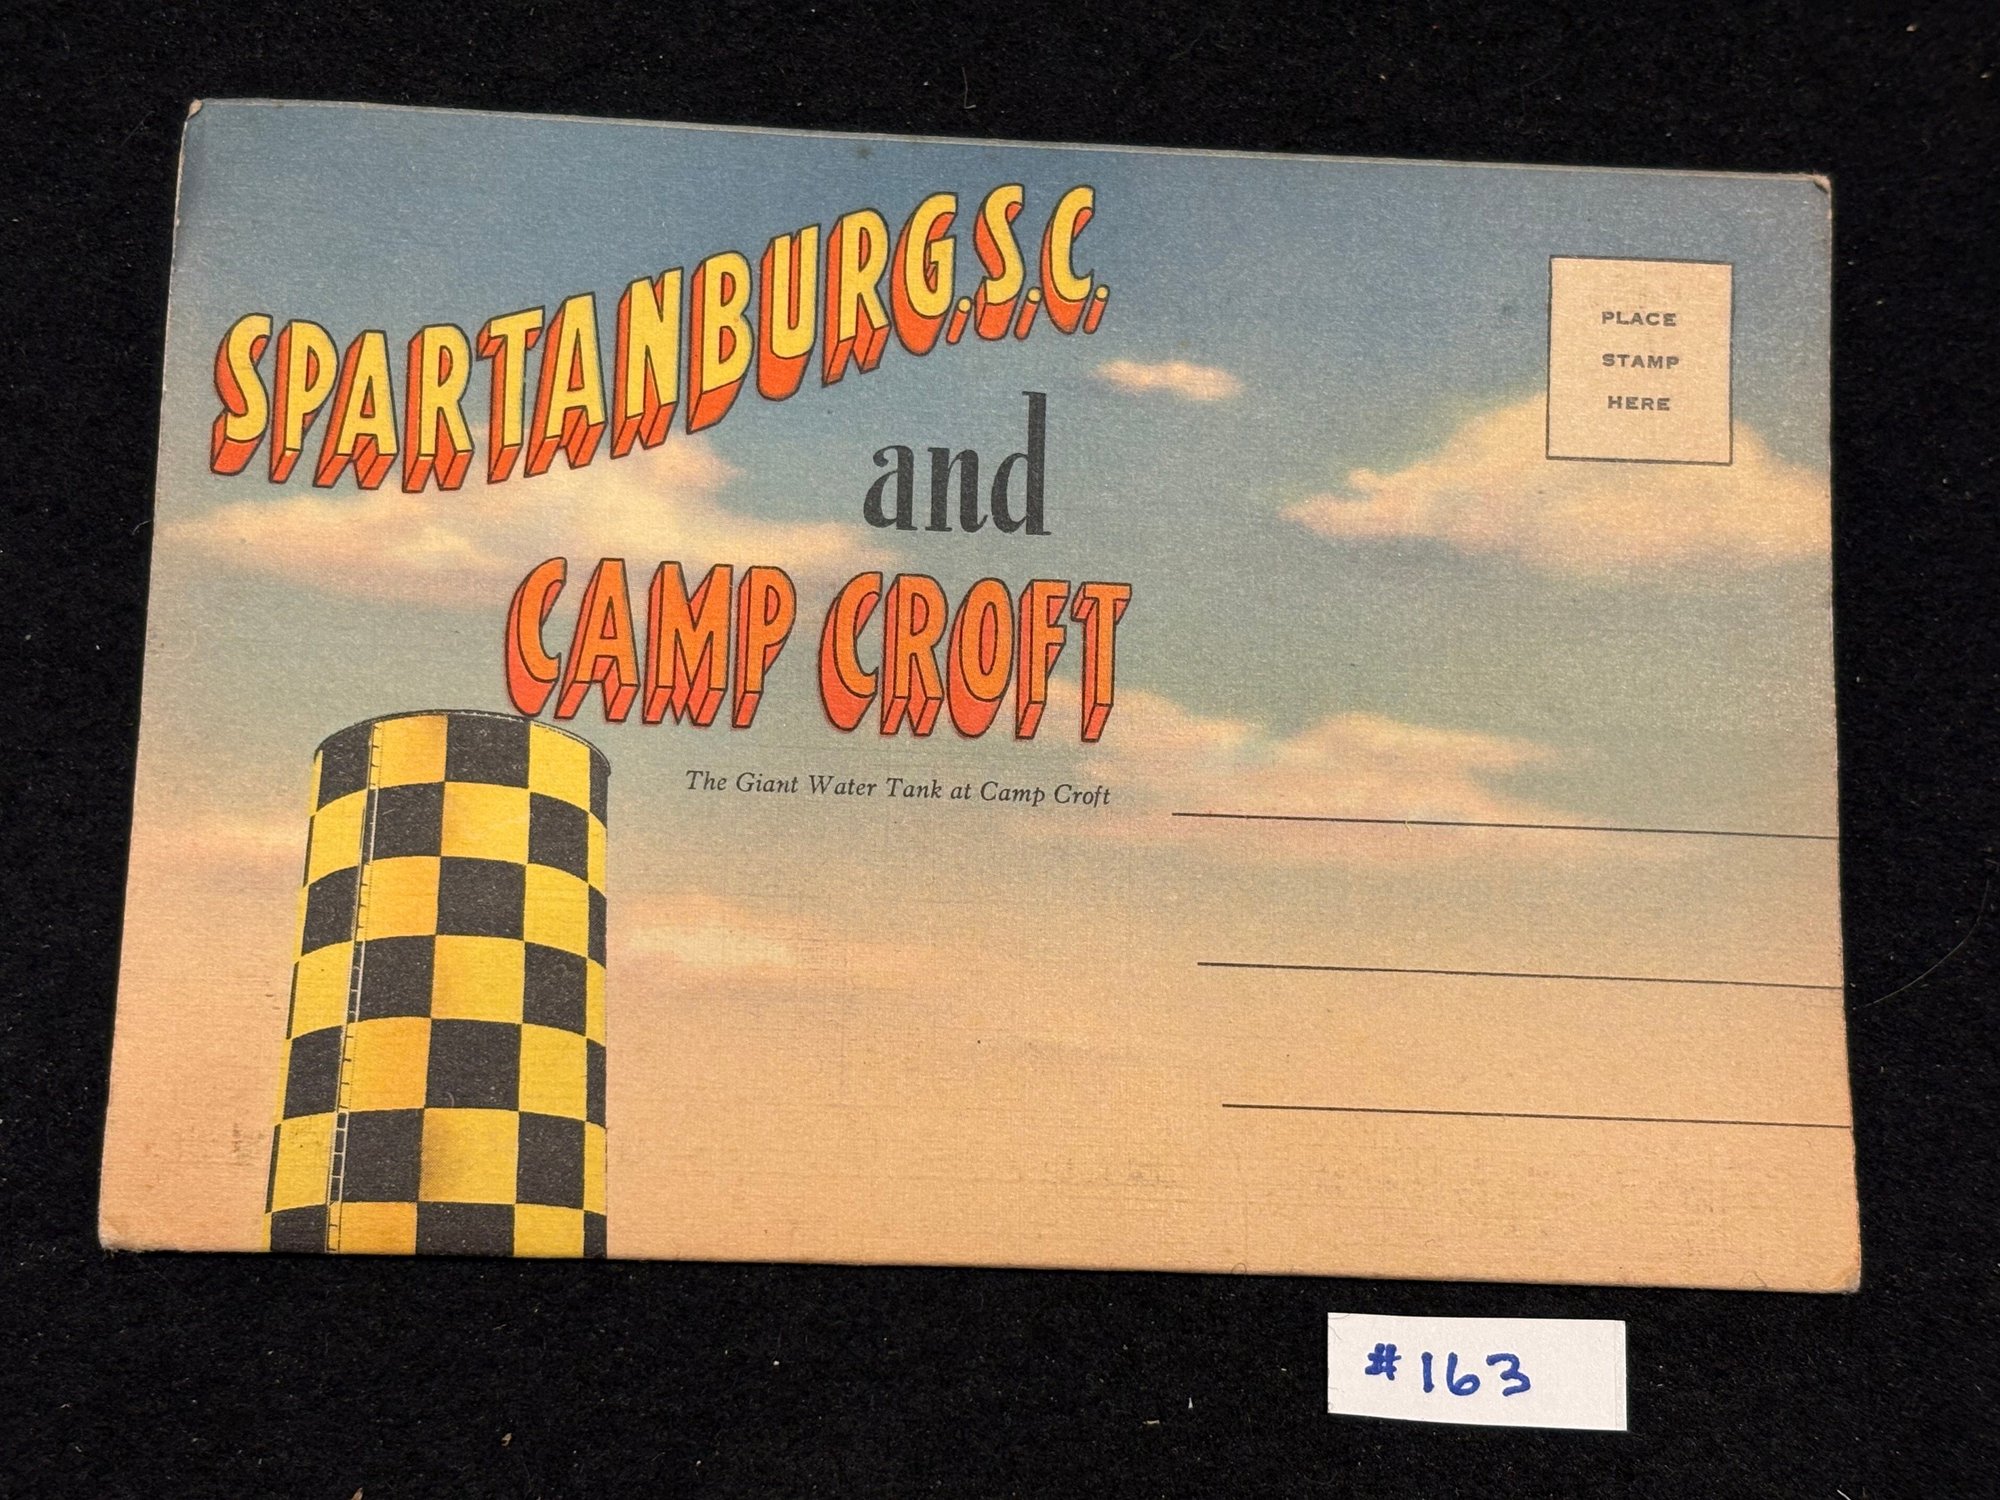 SPARTANBURG, S.C.
and
CAMP CROFT
The Giant Water Tank at Camp Croft
PLACE
STAMP
HERE
#163